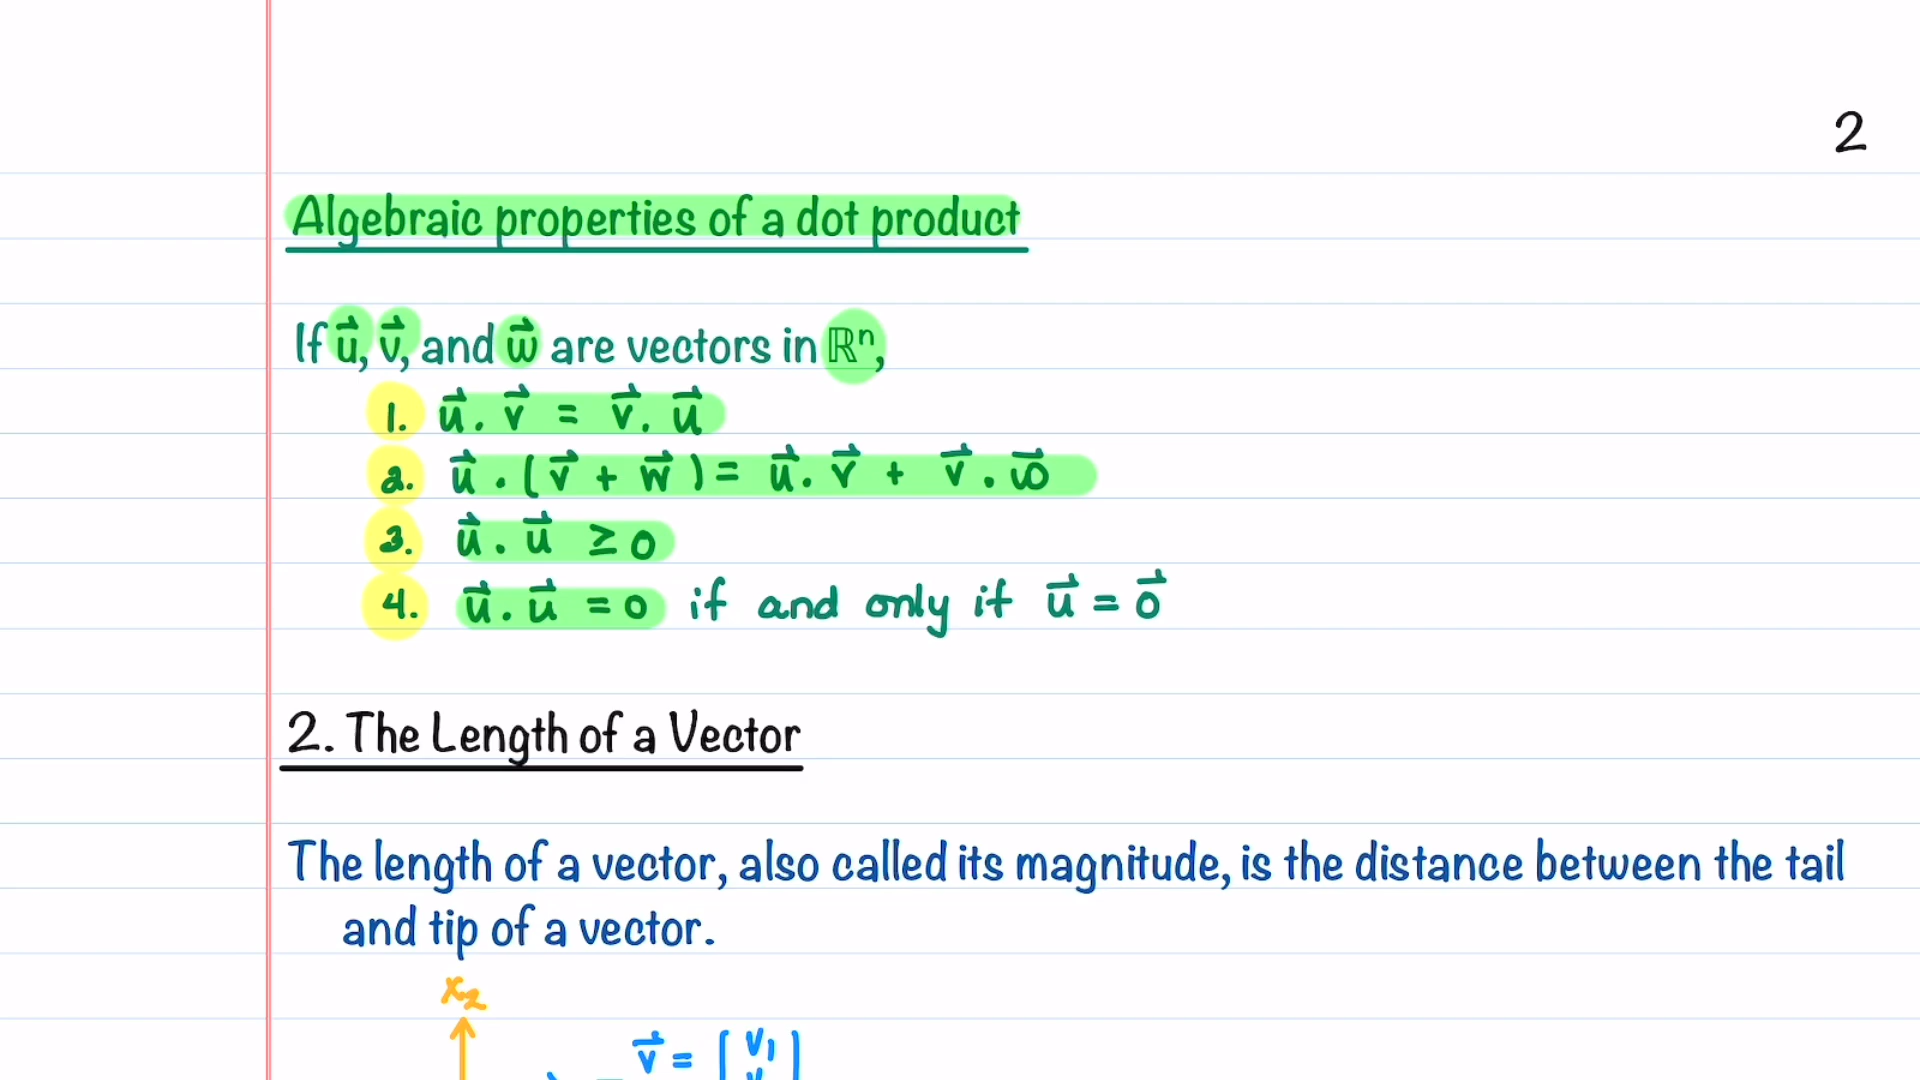 2
Algebraic properties of a dot product
If u⃗, v⃗, and w⃗ are vectors in ℝⁿ,
1. u⃗ . v⃗ = v⃗ . u⃗
2. u⃗ . (v⃗ + w⃗) = u⃗ . v⃗ + v⃗ . w⃗
3. u⃗ . u⃗ ≥ 0
4. u⃗ . u⃗ = 0 if and only if u⃗ = 0⃗
2. The Length of a Vector
The length of a vector, also called its magnitude, is the distance between the tail
and tip of a vector.
x₂
v⃗ = [v₁]